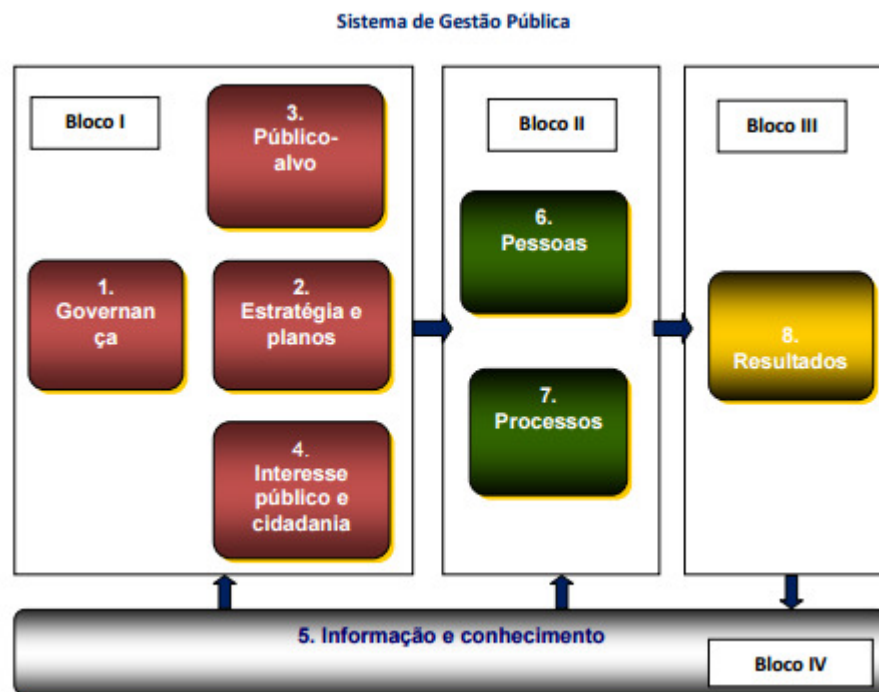 Sistema de Gestão Pública
Bloco I
3.
Público-
alvo
1.
Governan
ça
2.
Estratégia e
planos
4.
Interesse
público e
cidadania
Bloco II
6.
Pessoas
7.
Processos
Bloco III
8.
Resultados
5. Informação e conhecimento
Bloco IV